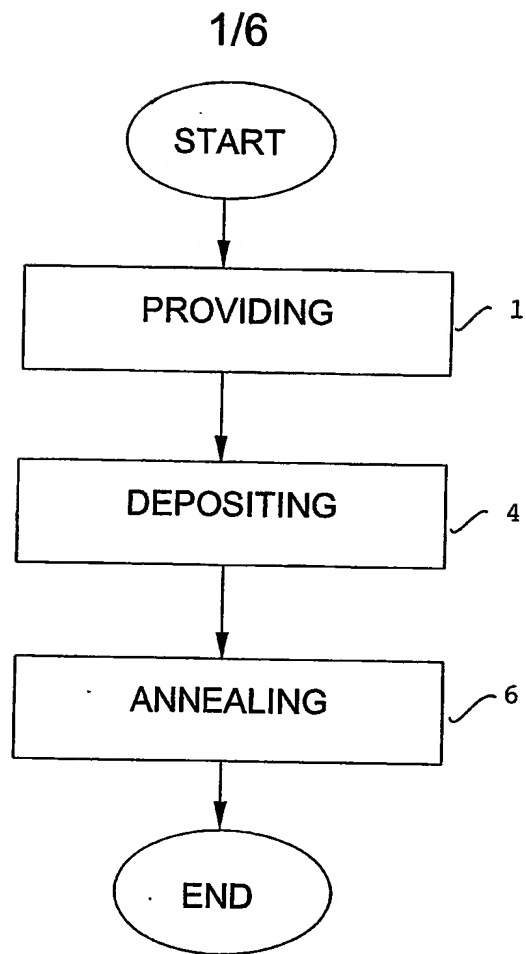 1/6
START
PROVIDING
1
DEPOSITING
4
ANNEALING
6
END